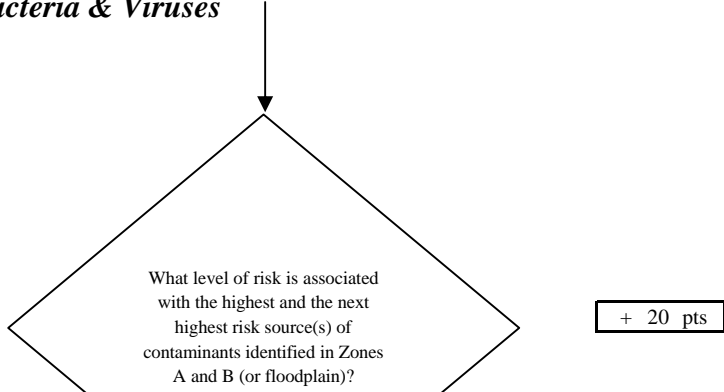 & Viruses
What level of risk is associated
with the highest and the next
highest risk source(s) of
contaminants identified in Zones
A and B (or floodplain)?
+ 20 pts